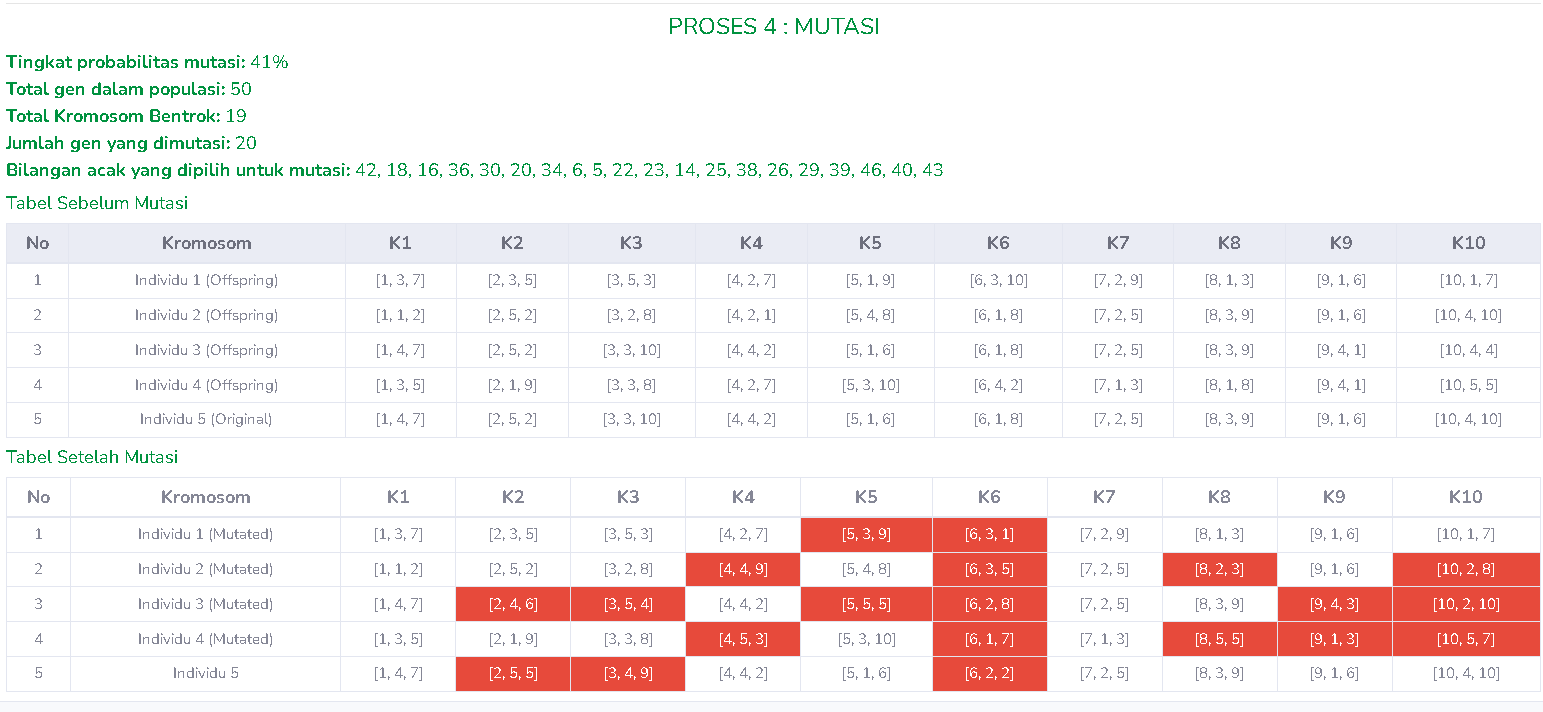 PROSES 4 : MUTASI
Tingkat probabilitas mutasi: 41%
Total gen dalam populasi: 50
Total Kromosom Bentrok: 19
Jumlah gen yang dimutasi: 20
Bilangan acak yang dipilih untuk mutasi: 42, 18, 16, 36, 30, 20, 34, 6, 5, 22, 23, 14, 25, 38, 26, 29, 39, 46, 40, 43
Tabel Sebelum Mutasi
No Kromosom K1 K2 K3 K4 K5 K6 K7 K8 K9 K10
1 Individu 1 (Offspring) [1, 3, 7] [2, 3, 5] [3, 5, 3] [4, 2, 7] [5, 1, 9] [6, 3, 10] [7, 2, 9] [8, 1, 3] [9, 1, 6] [10, 1, 7]
2 Individu 2 (Offspring) [1, 1, 2] [2, 5, 2] [3, 2, 8] [4, 2, 1] [5, 4, 8] [6, 1, 8] [7, 2, 5] [8, 3, 9] [9, 1, 6] [10, 4, 10]
3 Individu 3 (Offspring) [1, 4, 7] [2, 5, 2] [3, 3, 10] [4, 4, 2] [5, 1, 6] [6, 1, 8] [7, 2, 5] [8, 3, 9] [9, 4, 1] [10, 4, 4]
4 Individu 4 (Offspring) [1, 3, 5] [2, 1, 9] [3, 3, 8] [4, 2, 7] [5, 3, 10] [6, 4, 2] [7, 1, 3] [8, 1, 8] [9, 4, 1] [10, 5, 5]
5 Individu 5 (Original) [1, 4, 7] [2, 5, 2] [3, 3, 10] [4, 4, 2] [5, 1, 6] [6, 1, 8] [7, 2, 5] [8, 3, 9] [9, 1, 6] [10, 4, 10]
Tabel Setelah Mutasi
No Kromosom K1 K2 K3 K4 K5 K6 K7 K8 K9 K10
1 Individu 1 (Mutated) [1, 3, 7] [2, 3, 5] [3, 5, 3] [4, 2, 7] [5, 3, 9] [6, 3, 1] [7, 2, 9] [8, 1, 3] [9, 1, 6] [10, 1, 7]
2 Individu 2 (Mutated) [1, 1, 2] [2, 5, 2] [3, 2, 8] [4, 4, 9] [5, 4, 8] [6, 3, 5] [7, 2, 5] [8, 2, 3] [9, 1, 6] [10, 2, 8]
3 Individu 3 (Mutated) [1, 4, 7] [2, 4, 6] [3, 5, 4] [4, 4, 2] [5, 5, 5] [6, 2, 8] [7, 2, 5] [8, 3, 9] [9, 4, 3] [10, 2, 10]
4 Individu 4 (Mutated) [1, 3, 5] [2, 1, 9] [3, 3, 8] [4, 5, 3] [5, 3, 10] [6, 1, 7] [7, 1, 3] [8, 5, 5] [9, 1, 3] [10, 5, 7]
5 Individu 5 [1, 4, 7] [2, 5, 5] [3, 4, 9] [4, 4, 2] [5, 1, 6] [6, 2, 2] [7, 2, 5] [8, 3, 9] [9, 1, 6] [10, 4, 10]